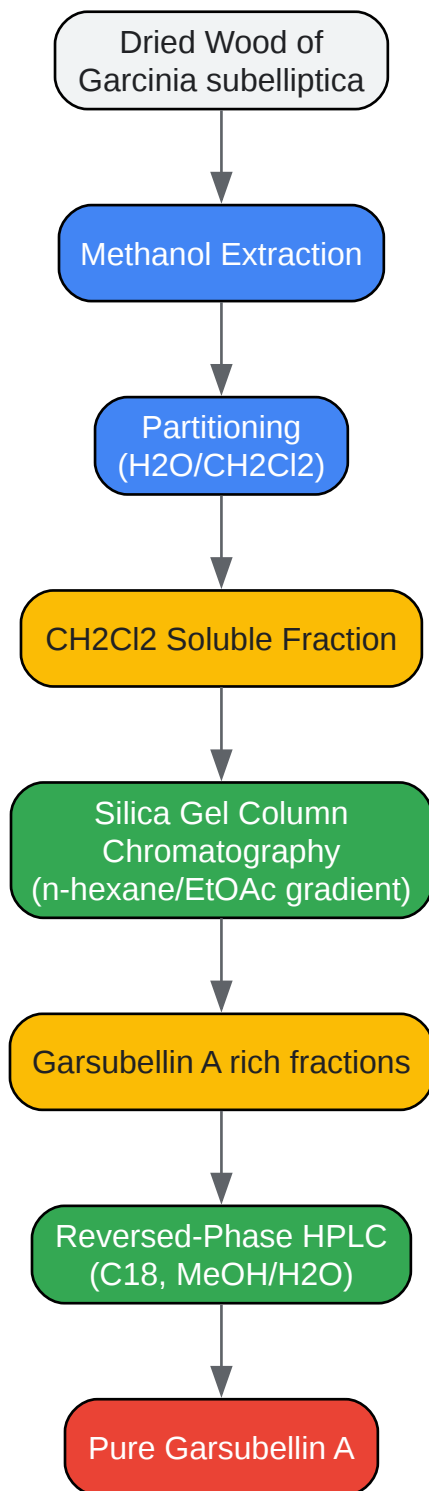 Dried Wood of
Garcinia subelliptica
Methanol Extraction
Partitioning
(H2O/CH2Cl2)
CH2Cl2 Soluble Fraction
Silica Gel Column
Chromatography
(n-hexane/EtOAc gradient)
Garsubellin A rich fractions
Reversed-Phase HPLC
(C18, MeOH/H2O)
Pure Garsubellin A